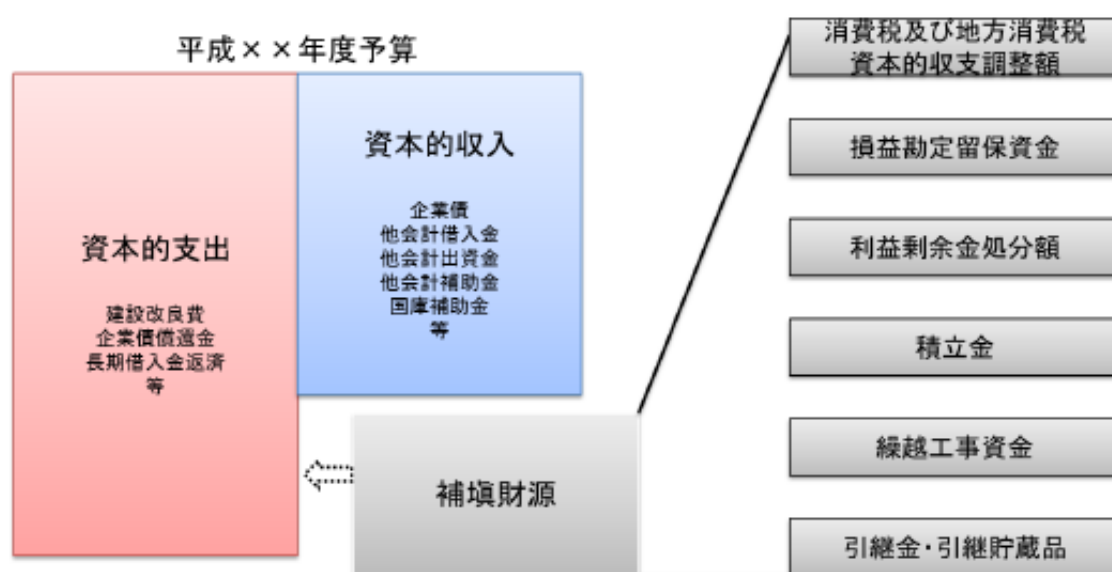 平成××年度予算
資本的支出
建設改良費
企業債償還金
長期借入金返済
等
資本的収入
企業債
他会計借入金
他会計出資金
他会計補助金
国庫補助金
等
補塡財源
消費税及び地方消費税
資本的収支調整額
損益勘定留保資金
利益剰余金処分額
積立金
繰越工事資金
引継金・引継貯蔵品